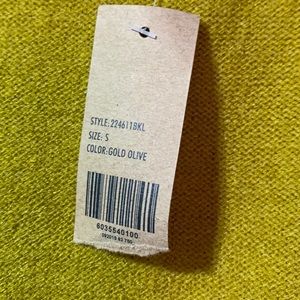 STYLE:224611BKL
SIZE: S
COLOR:GOLD OLIVE
6035540100